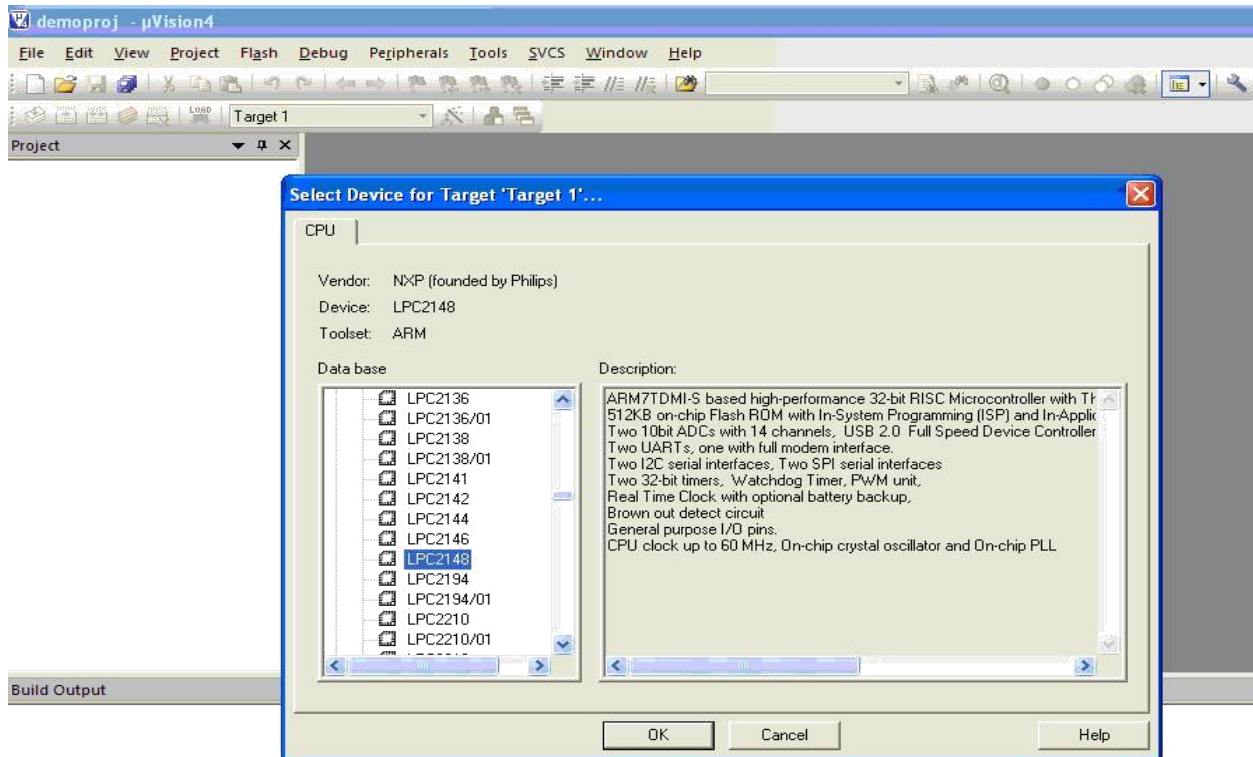 demoproj - µVision4
File Edit View Project Flash Debug Peripherals Tools SVCS Window Help
LOAD Target 1
Project
Select Device for Target 'Target 1'...
CPU
Vendor: NXP (founded by Philips)
Device: LPC2148
Toolset: ARM
Data base
LPC2136
LPC2136/01
LPC2138
LPC2138/01
LPC2141
LPC2142
LPC2144
LPC2146
LPC2148
LPC2194
LPC2194/01
LPC2210
LPC2210/01
Description:
ARM7TDMI-S based high-performance 32-bit RISC Microcontroller with
512KB on-chip Flash ROM with In-System Programming (ISP) and
Two 10bit ADCs with 14 channels, USB 2.0 Full Speed Device Controller
Two UARTs, one with full modem interface.
Two I2C serial interfaces, Two SPI serial interfaces
Two 32-bit timers, Watchdog Timer, PWM unit,
Real Time Clock with optional battery backup,
Brown out detect circuit
General purpose I/O pins.
CPU clock up to 60 MHz, On-chip crystal oscillator and On-chip PLL
Build Output
OK Cancel Help